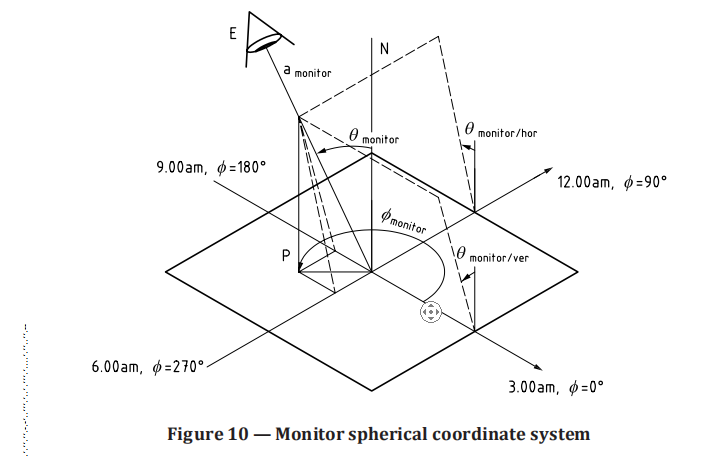 E
N
a monitor
θ monitor/hor
θ monitor
9.00am, ϕ=180°
12.00am, ϕ=90°
ϕmonitor
P
θ monitor/ver
6.00am, ϕ=270°
3.00am, ϕ=0°
Figure 10 — Monitor spherical coordinate system